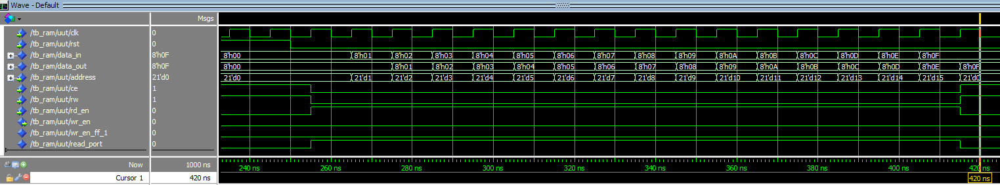 Wave - Default
Msgs
/tb_ram/uut/clk 0
/tb_ram/uut/rst 0
/tb_ram/data_in 8'h0F 8'h00 8'h01 8'h02 8'h03 8'h04 8'h05 8'h06 8'h07 8'h08 8'h09 8'h0A 8'h0B 8'h0C 8'h0D 8'h0E 8'h0F
/tb_ram/data_out 8'h0F 8'h00 8'h01 8'h02 8'h03 8'h04 8'h05 8'h06 8'h07 8'h08 8'h09 8'h0A 8'h0B 8'h0C 8'h0D 8'h0E 8'h0F
/tb_ram/uut/address 21'd0 21'd0 21'd1 21'd2 21'd3 21'd4 21'd5 21'd6 21'd7 21'd8 21'd9 21'd10 21'd11 21'd12 21'd13 21'd14 21'd15 21'd0
/tb_ram/uut/ce 1
/tb_ram/uut/rw 1
/tb_ram/uut/rd_en 0
/tb_ram/uut/wr_en 0
/tb_ram/uut/wr_en_ff_1 0
/tb_ram/uut/read_port 0
Now 1000 ns 240 ns 260 ns 280 ns 300 ns 320 ns 340 ns 360 ns 380 ns 400 ns 420 ns
Cursor 1 420 ns 420 ns